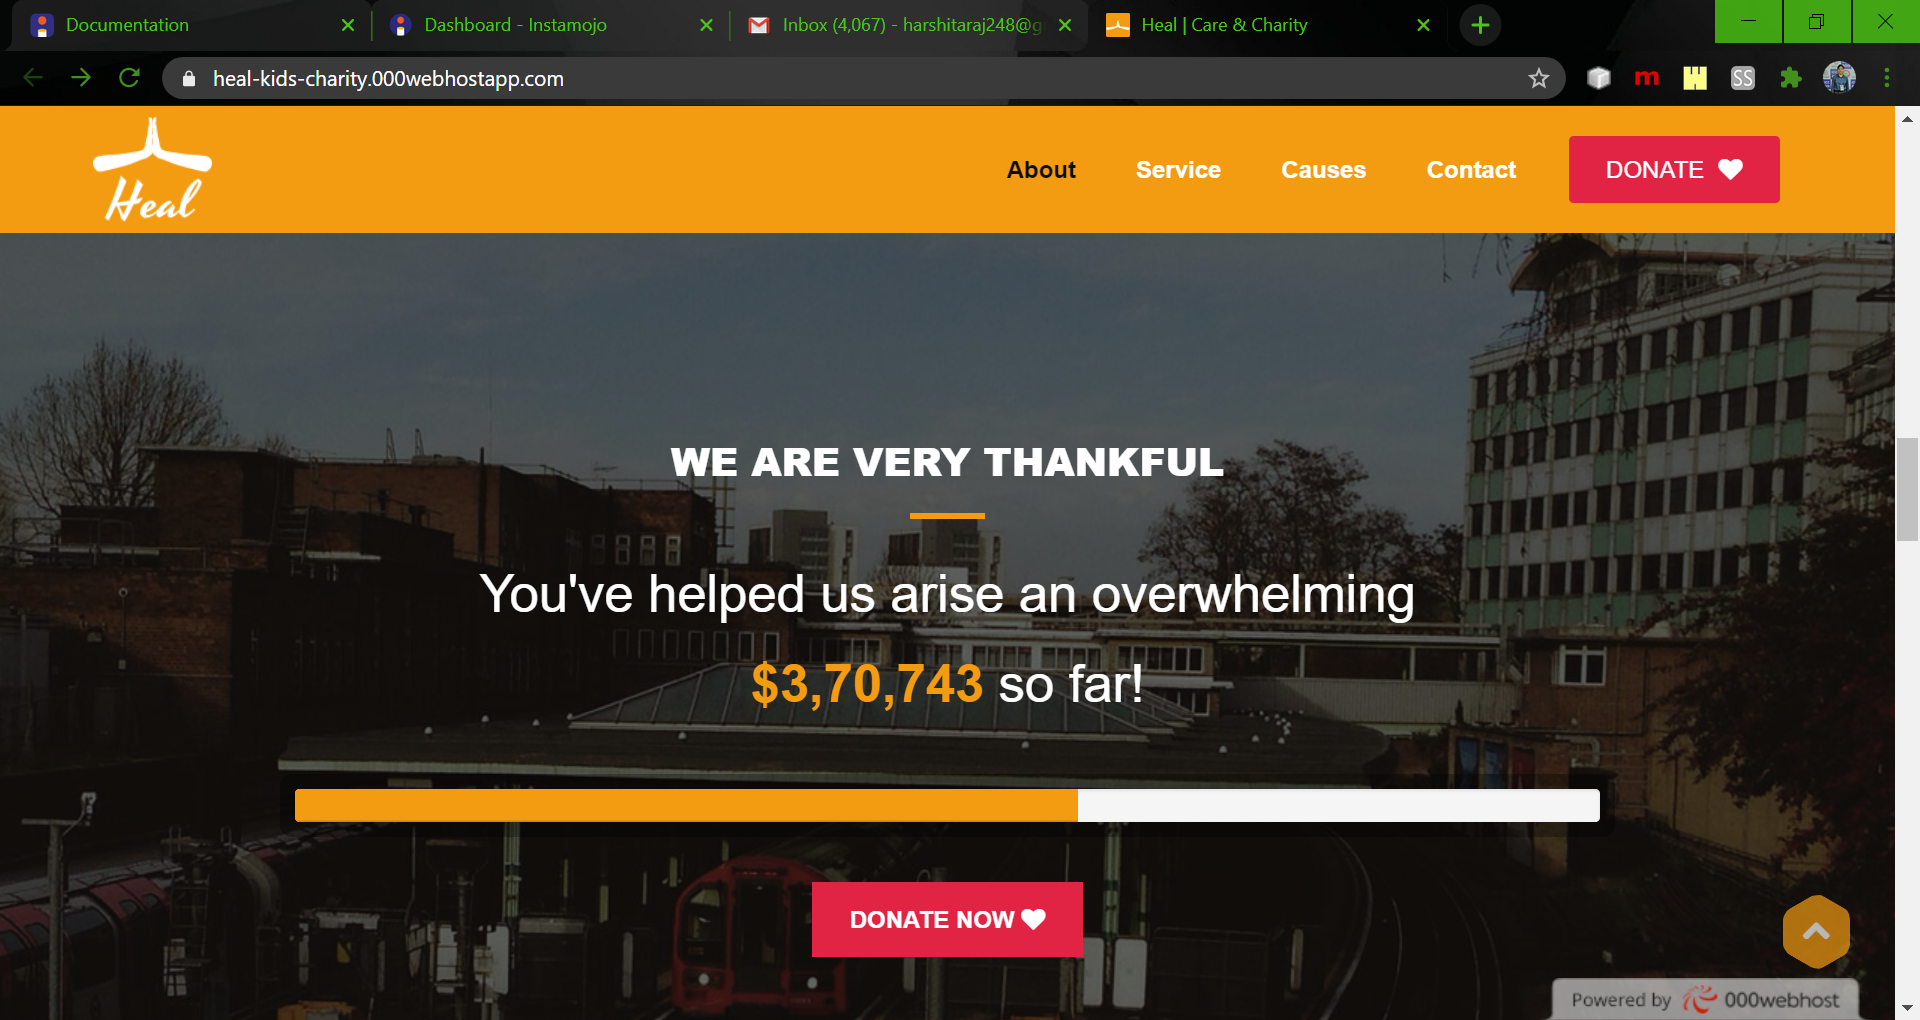 Documentation
Dashboard - Instamojo
Inbox (4,067) - harshitaraj248@g
Heal | Care & Charity
heal-kids-charity.000webhostapp.com
m
SS
Heal
About
Service
Causes
Contact
DONATE
WE ARE VERY THANKFUL
You've helped us arise an overwhelming
$3,70,743 so far!
DONATE NOW
Powered by 000webhost